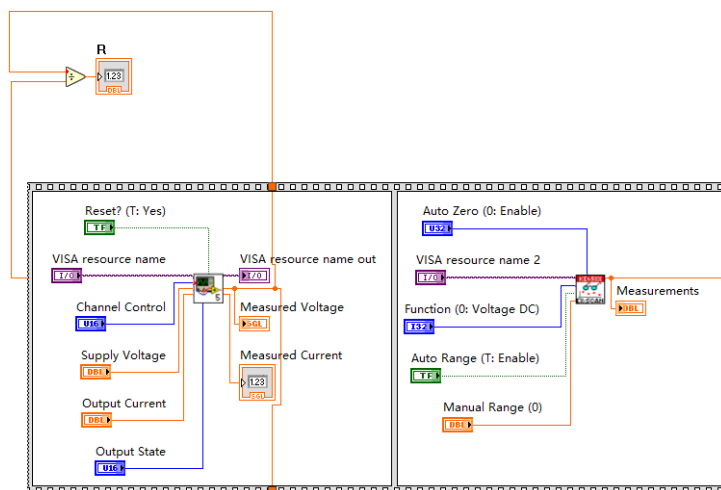 R
1.23
DBL
Reset? (T: Yes)
TF
VISA resource name
I/O
VISA resource name out
I/O
5
Channel Control
U16
Measured Voltage
SGL
Supply Voltage
DBL
Measured Current
1.23
SGL
Output Current
DBL
Output State
U16
Auto Zero (0: Enable)
U32
VISA resource name 2
I/O
Measurements
DBL
Function (0: Voltage DC)
I32
Auto Range (T: Enable)
TF
Manual Range (0)
DBL